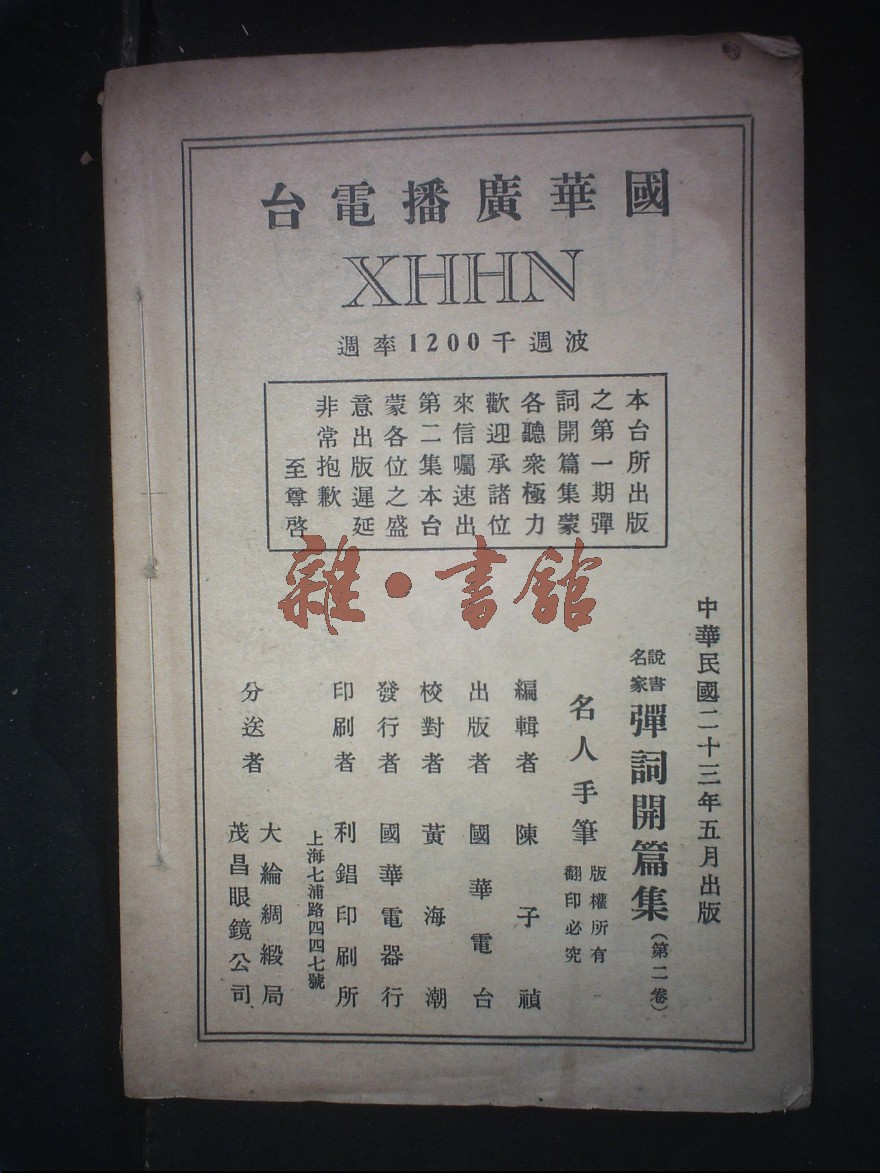 國華廣播電台
XHHN
週率1200千週波
本台所出版
之第一期彈
詞開篇集蒙
各聽衆極力
歡迎承諸位
來信囑速出
第二集本台
蒙各位之盛
意出版遲延
非常抱歉
至尊啓
雜•書館
中華民國二十三年五月出版
說書名家 彈詞開篇集(第二卷)
名人手筆 版權所有 翻印必究
編輯者 陳子禎
出版者 國華電台
校對者 黃海潮
發行者 國華電器行
印刷者 利錩印刷所
上海七浦路四四七號
分送者 大綸綢緞局
茂昌眼鏡公司